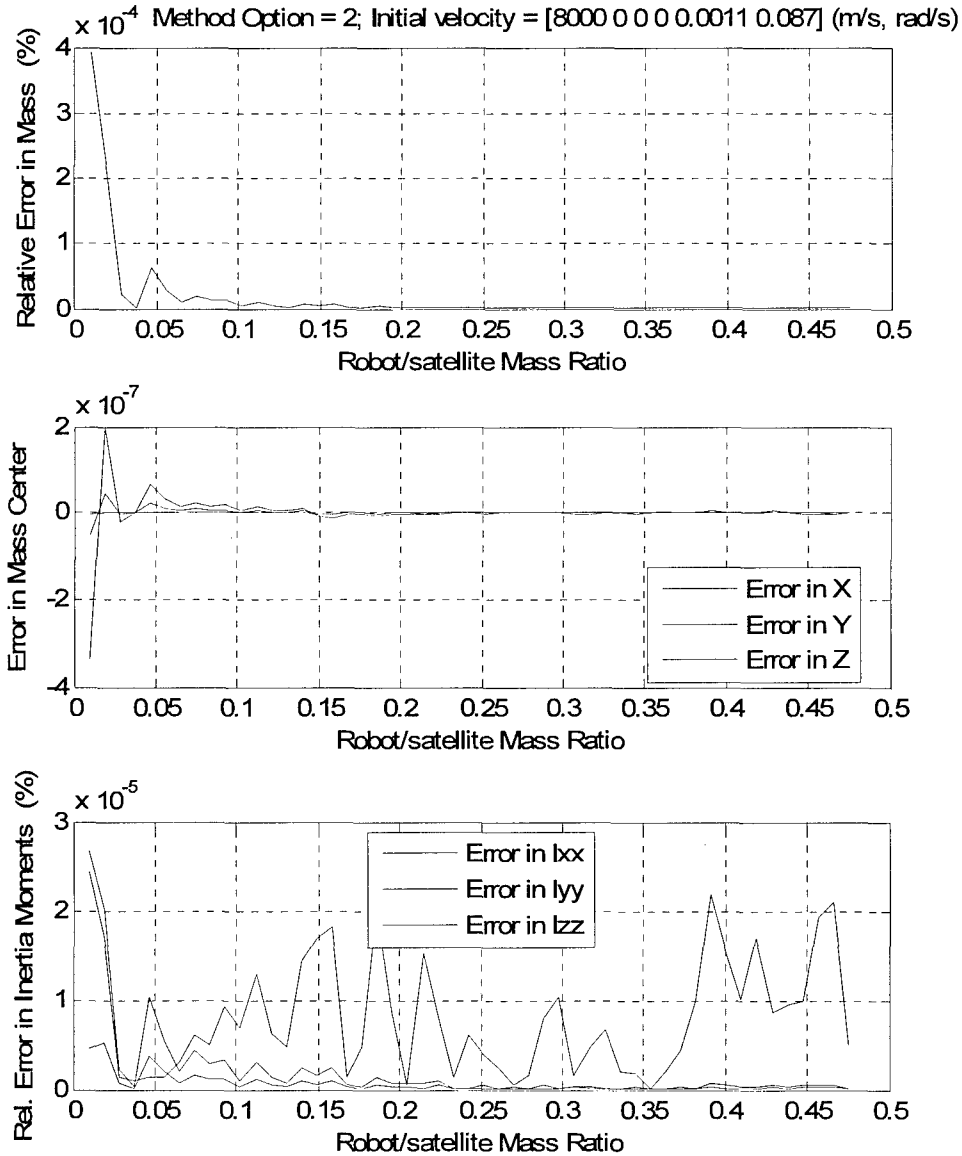 Method Option = 2; Initial velocity = [8000 0 0 0 0.0011 0.087] (m/s, rad/s)
x 10^-4
Relative Error in Mass (%)
4
3
2
1
0
0 0.05 0.1 0.15 0.2 0.25 0.3 0.35 0.4 0.45 0.5
Robot/satellite Mass Ratio
x 10^-7
Error in Mass Center
2
0
-2
-4
Error in X
Error in Y
Error in Z
0 0.05 0.1 0.15 0.2 0.25 0.3 0.35 0.4 0.45 0.5
Robot/satellite Mass Ratio
x 10^-5
Rel. Error in Inertia Moments (%)
3
2
1
0
Error in Ixx
Error in Iyy
Error in Izz
0 0.05 0.1 0.15 0.2 0.25 0.3 0.35 0.4 0.45 0.5
Robot/satellite Mass Ratio